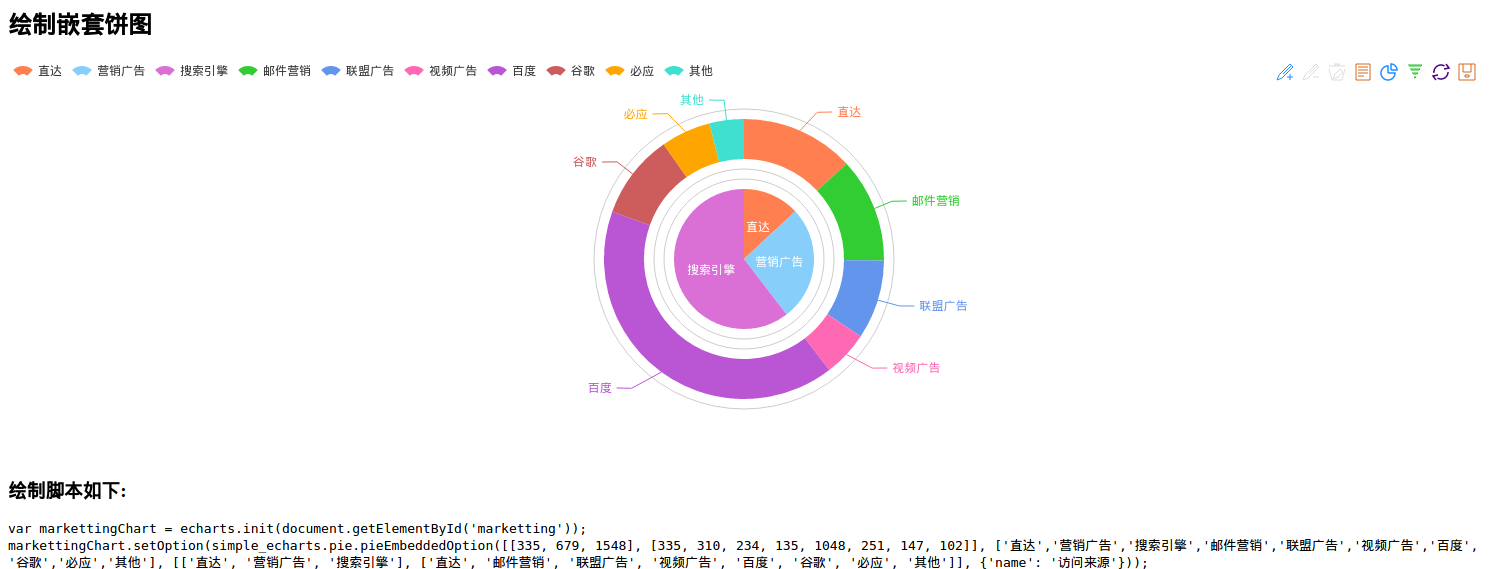 绘制嵌套饼图
直达 营销广告 搜索引擎 邮件营销 联盟广告 视频广告 百度 谷歌 必应 其他
其他
直达
必应
谷歌
邮件营销
直达
营销广告
搜索引擎
联盟广告
视频广告
百度
绘制脚本如下:
var markettingChart = echarts.init(document.getElementById('marketting'));
markettingChart.setOption(simple_echarts.pie.pieEmbeddedOption([[335, 679, 1548], [335, 310, 234, 135, 1048, 251, 147, 102]], ['直达','营销广告','搜索引擎','邮件营销','联盟广告','视频广告','百度',
'谷歌','必应','其他'], [['直达', '营销广告', '搜索引擎'], ['直达', '邮件营销', '联盟广告', '视频广告', '百度', '谷歌', '必应', '其他']], {'name': '访问来源'}));